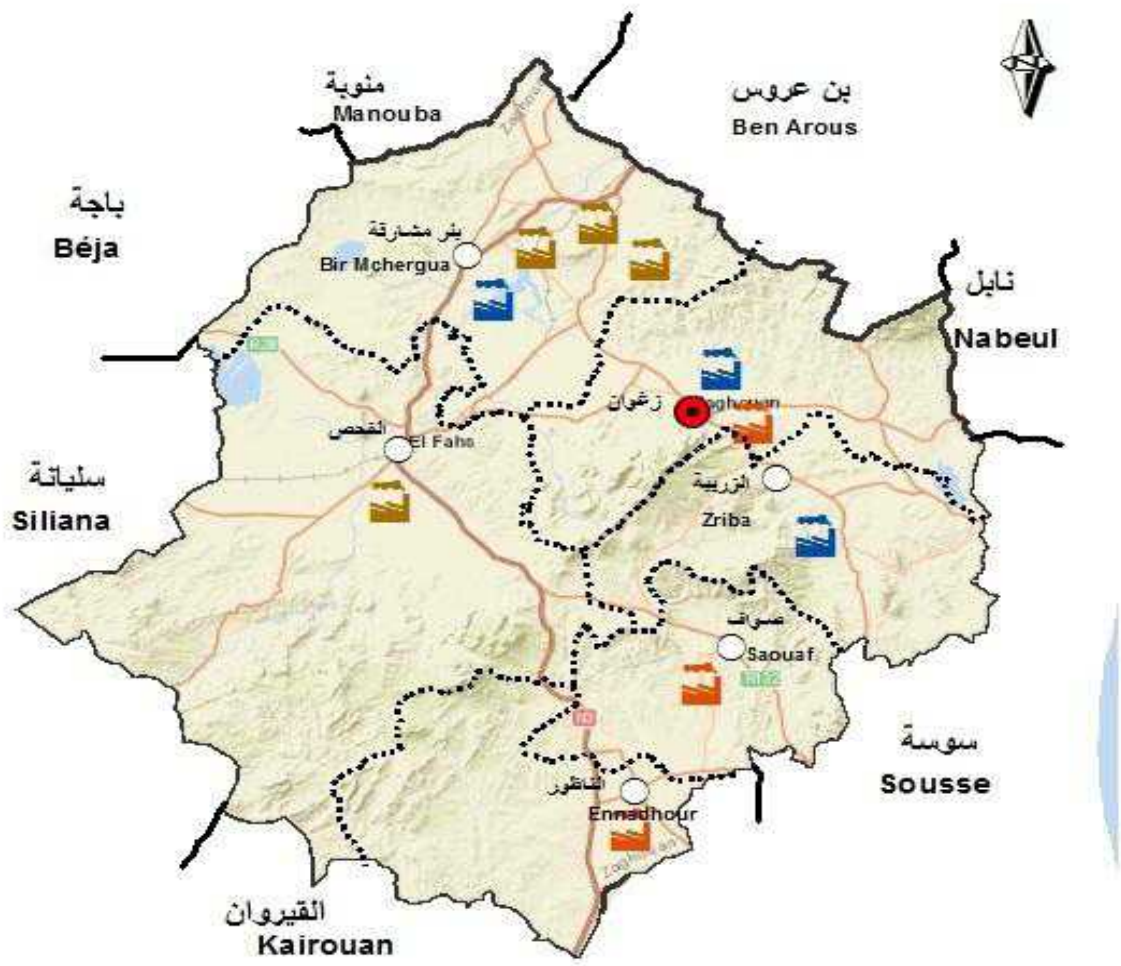 منوبة
Manouba
بن عروس
Ben Arous
باجة
Béja
بئر مشارقة
Bir Mchergua
نابل
Nabeul
زغوان
الفحص
El Fahs
سليانة
Siliana
الزريبة
Zriba
صواف
Saouaf
سوسة
Sousse
الناظور
Ennadhour
القيروان
Kairouan